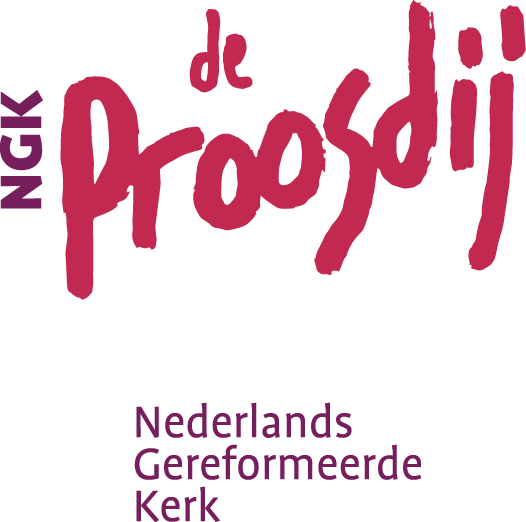 NGK
de
Proosdij
Nederlands
Gereformeerde
Kerk